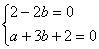 2 − 2b = 0
a + 3b + 2 = 0